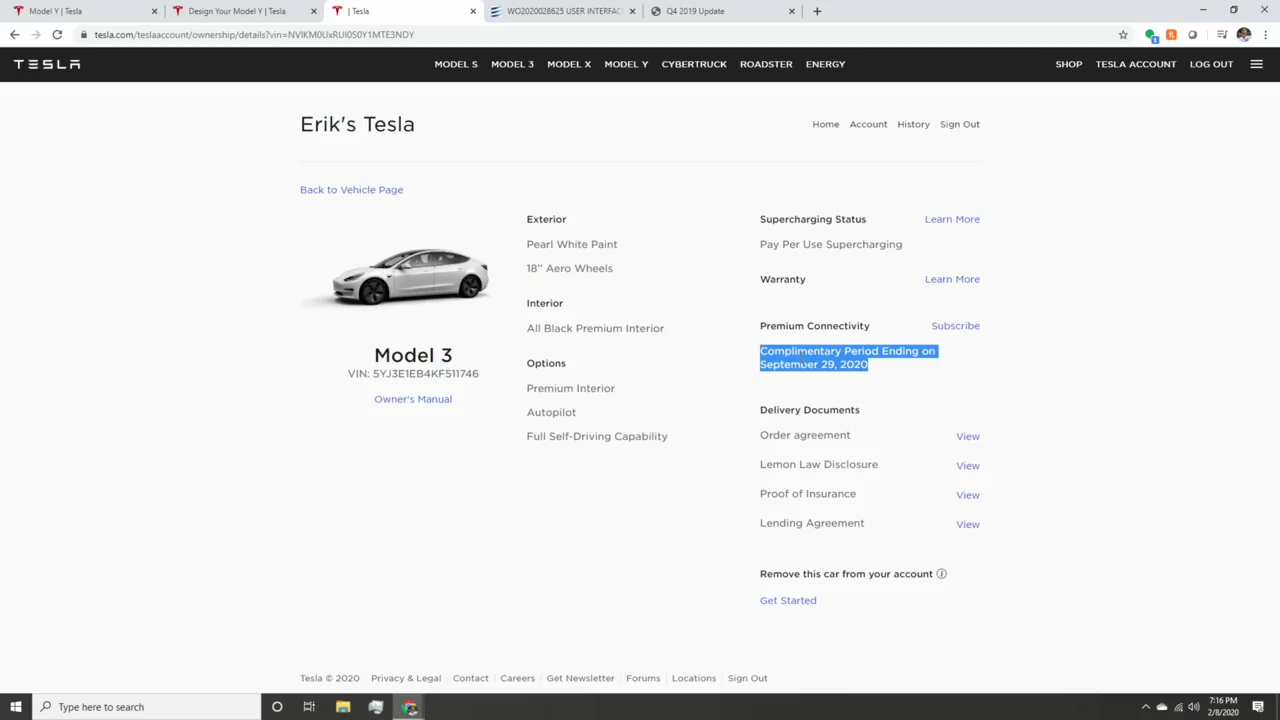 Model Y | Tesla
Design Your Model Y | Tesla
| Tesla
WO2020028625 USER INTERFAC
Q4 2019 Update
tesla.com/teslaaccount/ownership/details?vin=NVlKM0UxRUI0S0Y1MTE3NDY
TESLA
MODEL S MODEL 3 MODEL X MODEL Y CYBERTRUCK ROADSTER ENERGY
SHOP TESLA ACCOUNT LOG OUT
Erik's Tesla
Home Account History Sign Out
Back to Vehicle Page
Model 3
VIN: 5YJ3E1EB4KF511746
Owner's Manual
Exterior
Pearl White Paint
18’’ Aero Wheels
Interior
All Black Premium Interior
Options
Premium Interior
Autopilot
Full Self-Driving Capability
Supercharging Status Learn More
Pay Per Use Supercharging
Warranty Learn More
Premium Connectivity Subscribe
Complimentary Period Ending on
September 29, 2020
Delivery Documents
Order agreement View
Lemon Law Disclosure View
Proof of Insurance View
Lending Agreement View
Remove this car from your account
Get Started
Tesla © 2020 Privacy & Legal Contact Careers Get Newsletter Forums Locations Sign Out
Type here to search
7:16 PM
2/8/2020